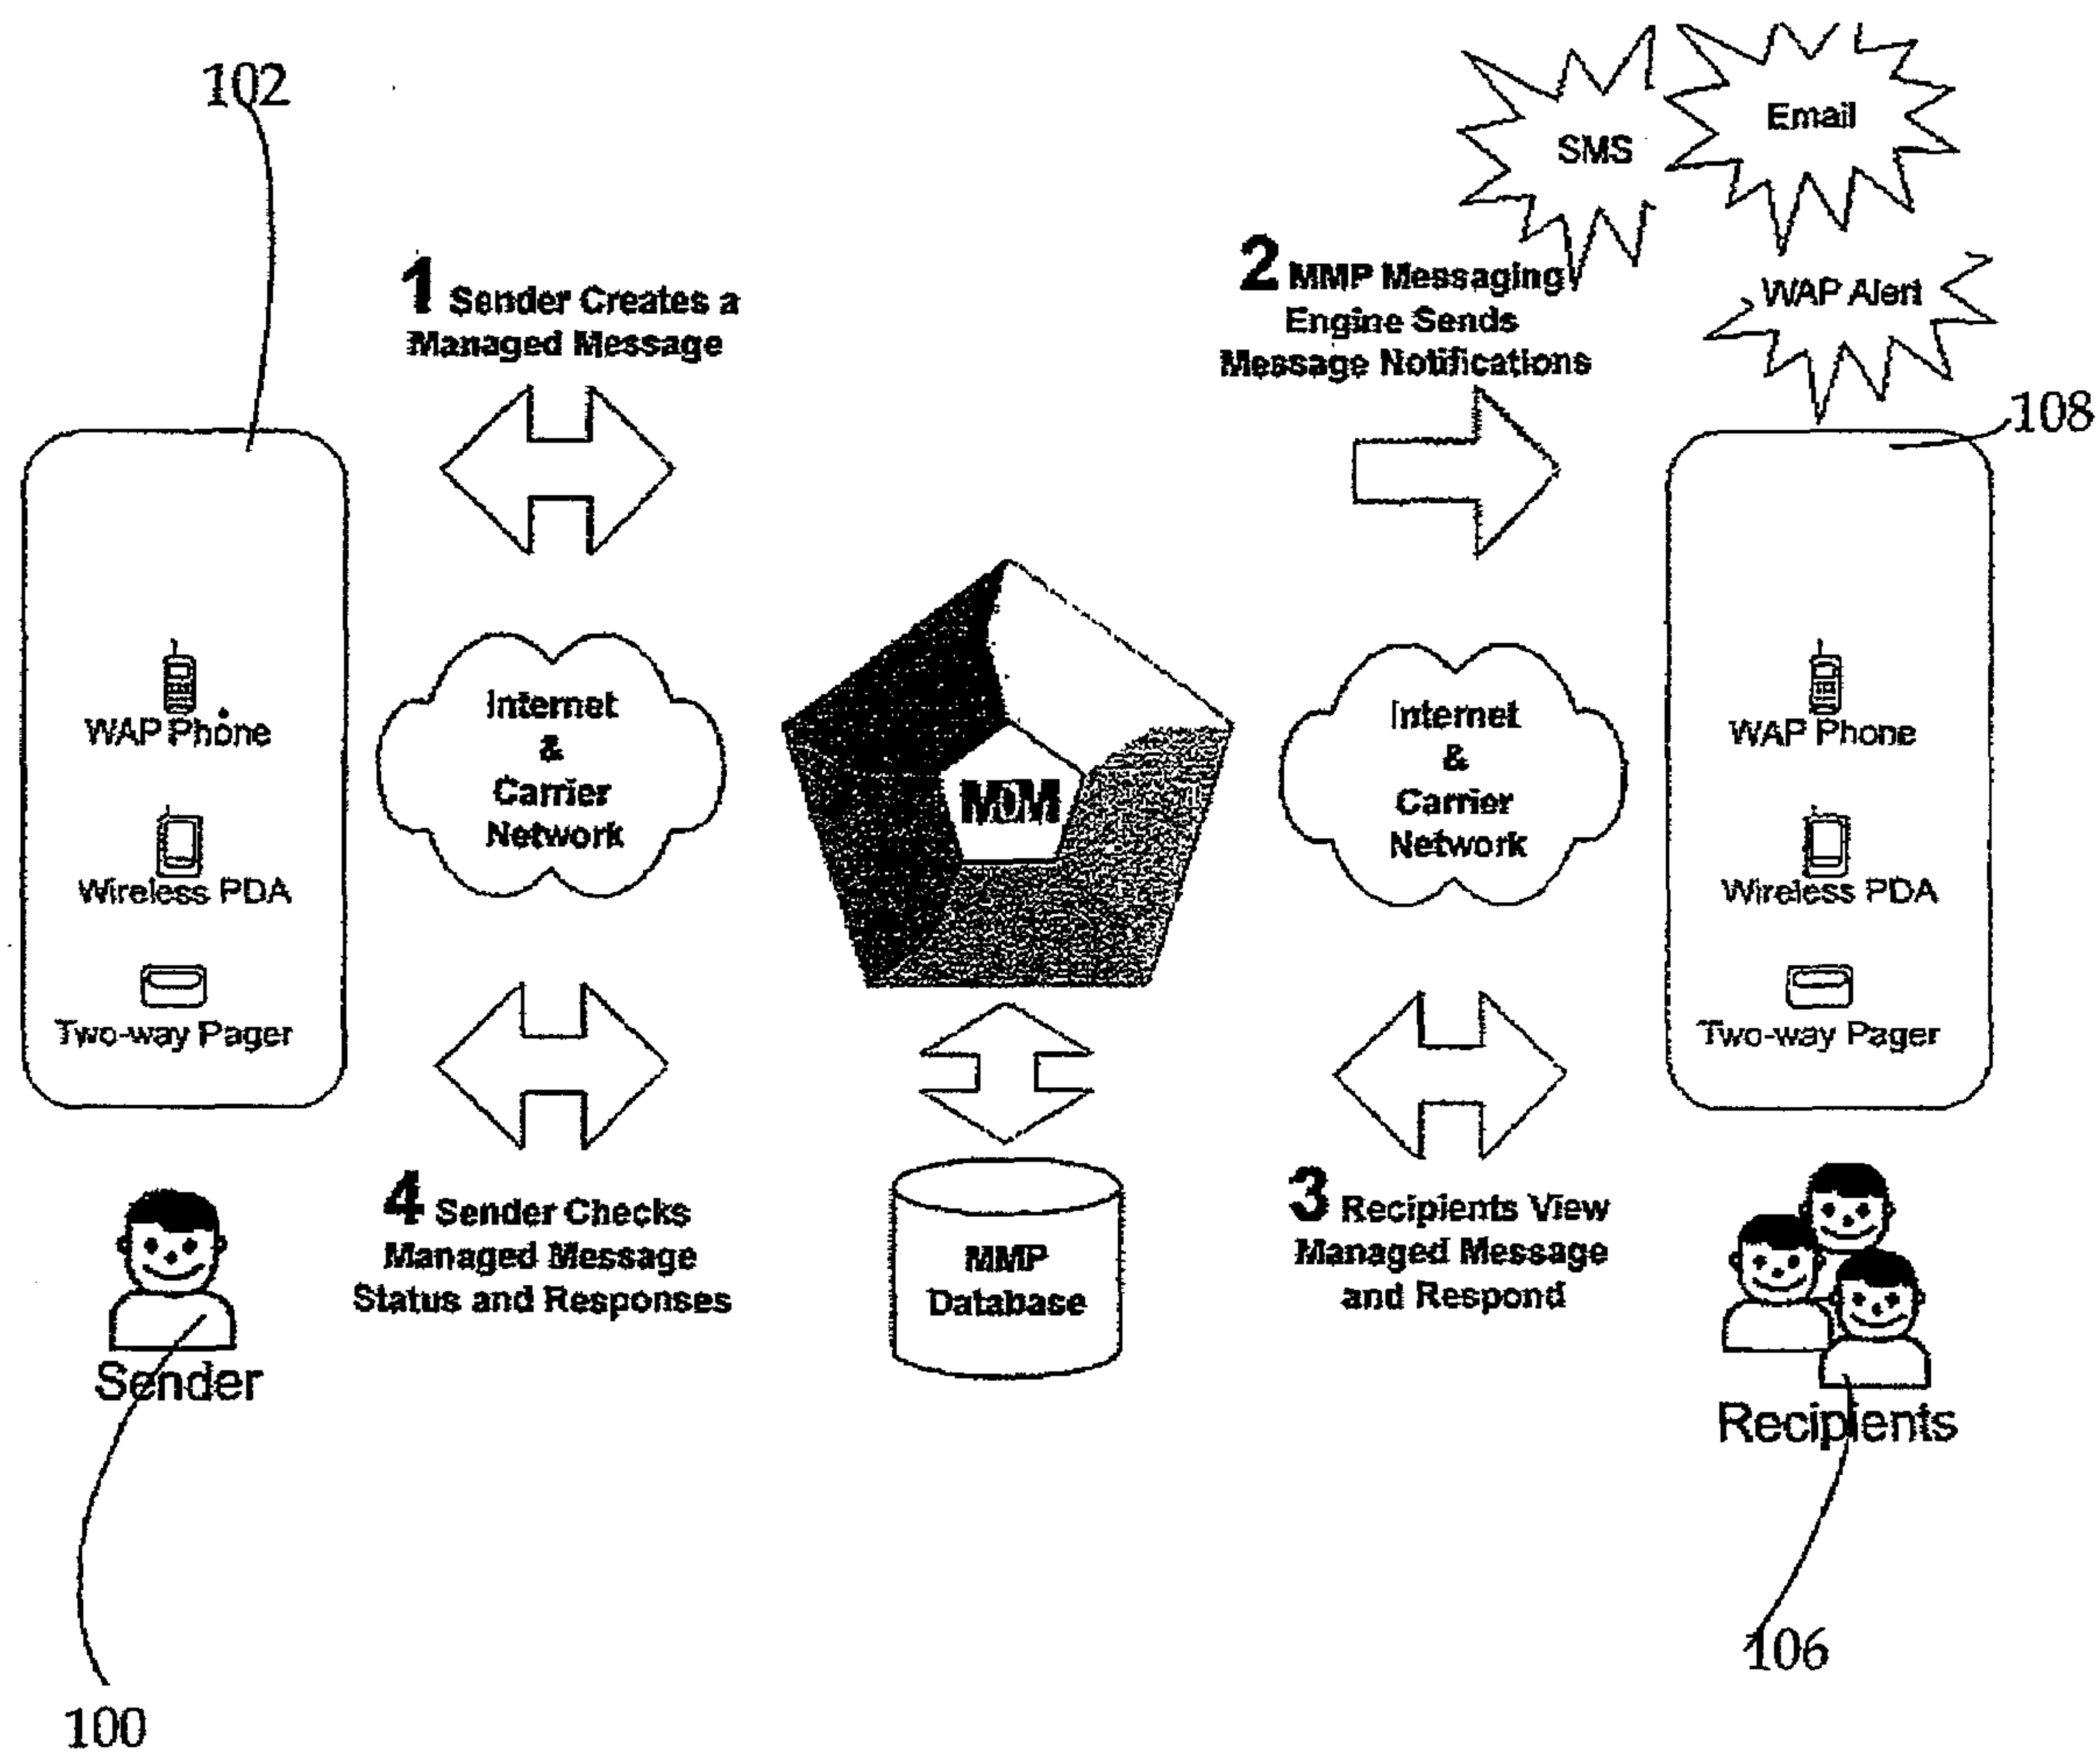 102
SMS
Email
1 Sender Creates a
Managed Message
2 MMP Messaging
Engine Sends
Message Notifications
WAP Alert
108
WAP Phone
Wireless PDA
Two-way Pager
Internet
&
Carrier
Network
Internet
&
Carrier
Network
WAP Phone
Wireless PDA
Two-way Pager
4 Sender Checks
Managed Message
Status and Responses
MMP
Database
3 Recipients View
Managed Message
and Respond
Sender
Recipients
100
106